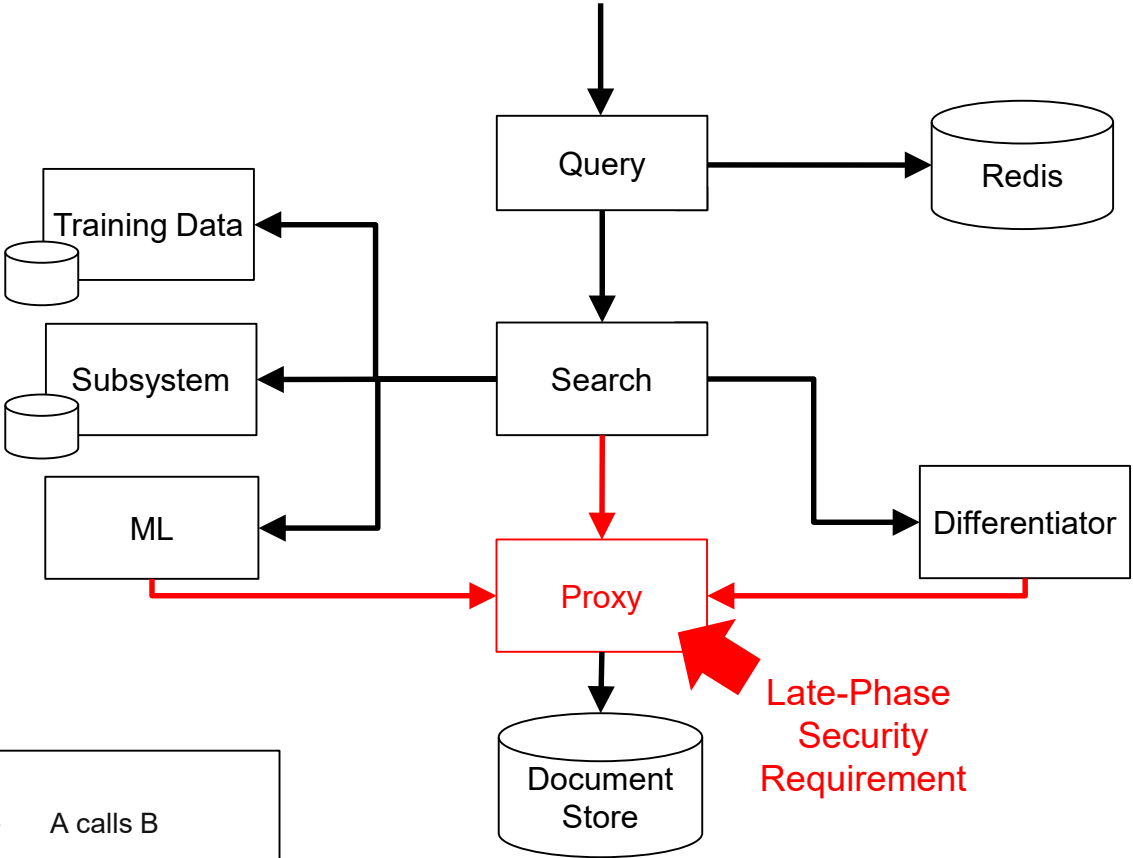 Query
Redis
Training Data
Subsystem
Search
ML
Differentiator
Proxy
Late-Phase
Security
Requirement
Document
Store
A calls B